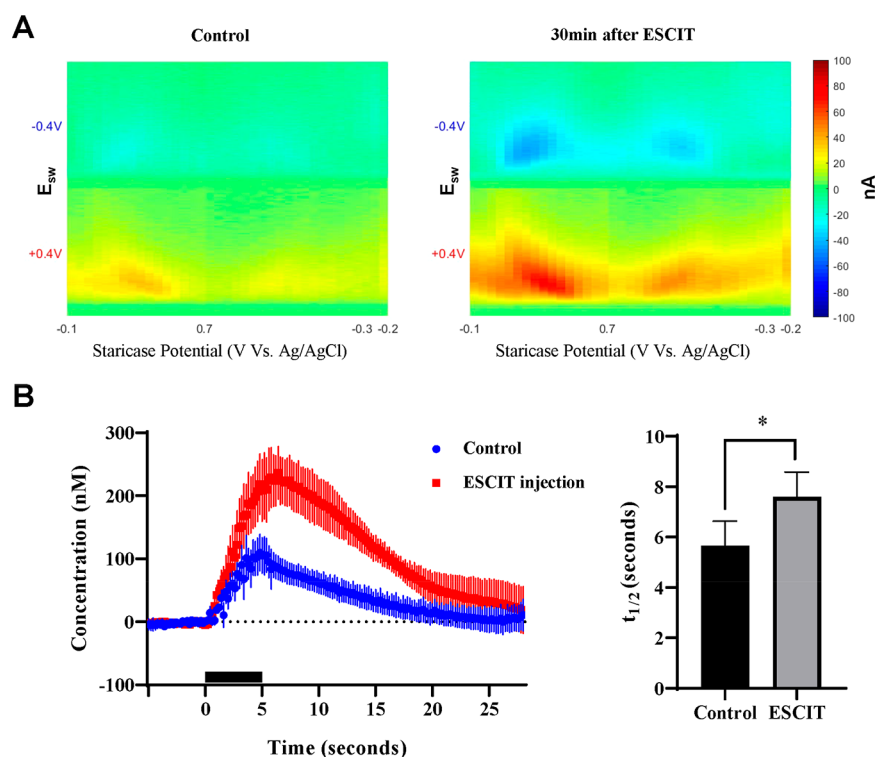 A
Control
30min after ESCIT
-0.4V
Esw
+0.4V
-0.1
0.7
-0.3 -0.2
Staricase Potential (V Vs. Ag/AgCl)
-0.4V
Esw
+0.4V
-0.1
0.7
-0.3 -0.2
Staricase Potential (V Vs. Ag/AgCl)
100
80
60
40
20
0
-20
-40
-60
-80
-100
nA
B
Concentration (nM)
300
200
100
0
-100
0
5
10
15
20
25
Time (seconds)
Control
ESCIT injection
t1/2 (seconds)
10
8
6
4
2
0
*
Control
ESCIT